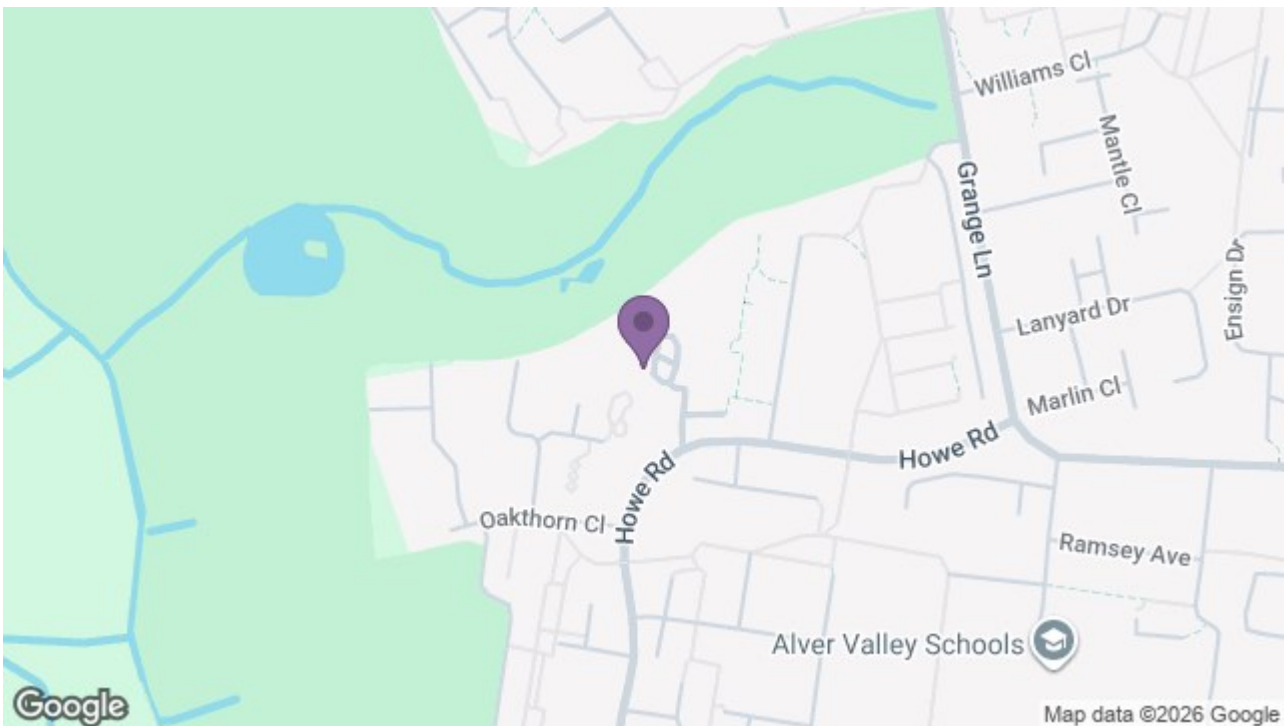 Williams Cl
Mantle Cl
Grange Ln
Ensign Dr
Lanyard Dr
Marlin Cl
Howe Rd
Howe Rd
Oakthorn Cl
Ramsey Ave
Alver Valley Schools
Google
Map data ©2026 Google